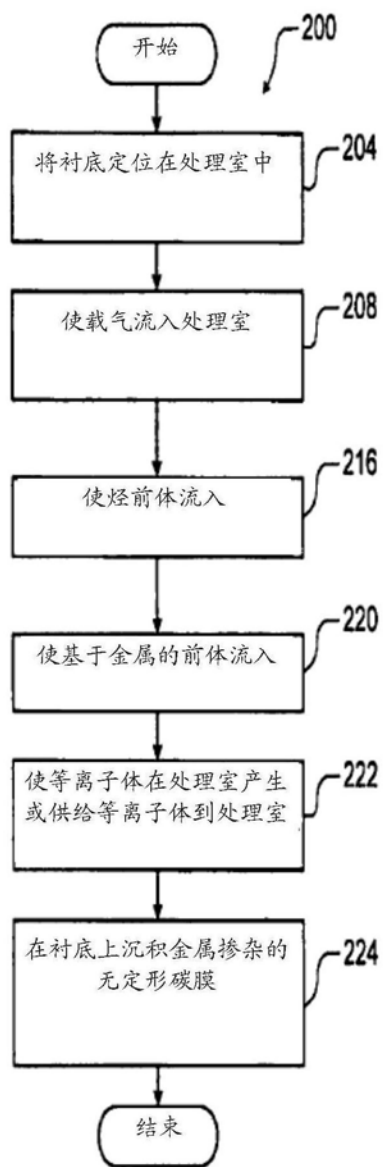 开始
200
将衬底定位在处理室中
204
使载气流入处理室
208
使烃前体流入
216
使基于金属的前体流入
220
使等离子体在处理室产生
或供给等离子体到处理室
222
在衬底上沉积金属掺杂的
无定形碳膜
224
结束